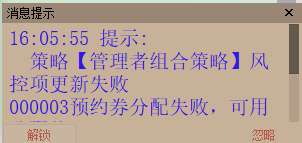 消息提示
16:05:55 提示:
策略【管理者组合策略】风
控项更新失败
000003预约券分配失败，可用
解锁
忽略